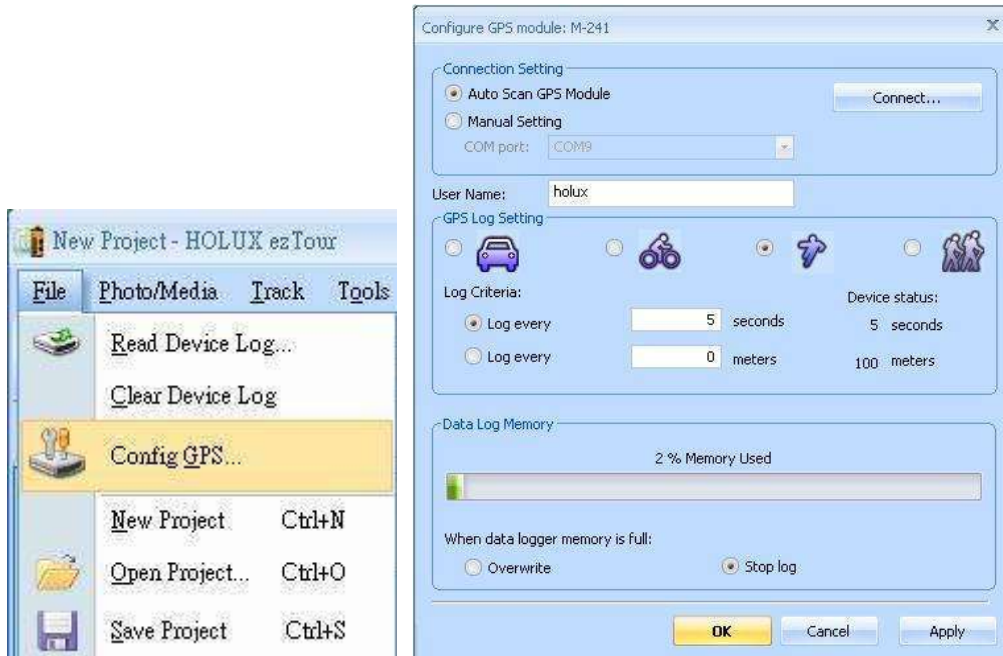 New Project - HOLUX ezTour
File Photo/Media Track Tools
Read Device Log...
Clear Device Log
Config GPS...
New Project Ctrl+N
Open Project... Ctrl+O
Save Project Ctrl+S
Configure GPS module: M-241 X
Connection Setting
Auto Scan GPS Module
Connect...
Manual Setting
COM port: COM9
User Name: holux
GPS Log Setting
Log Criteria:
Device status:
Log every 5 seconds 5 seconds
Log every 0 meters 100 meters
Data Log Memory
2 % Memory Used
When data logger memory is full:
Overwrite Stop log
OK Cancel Apply